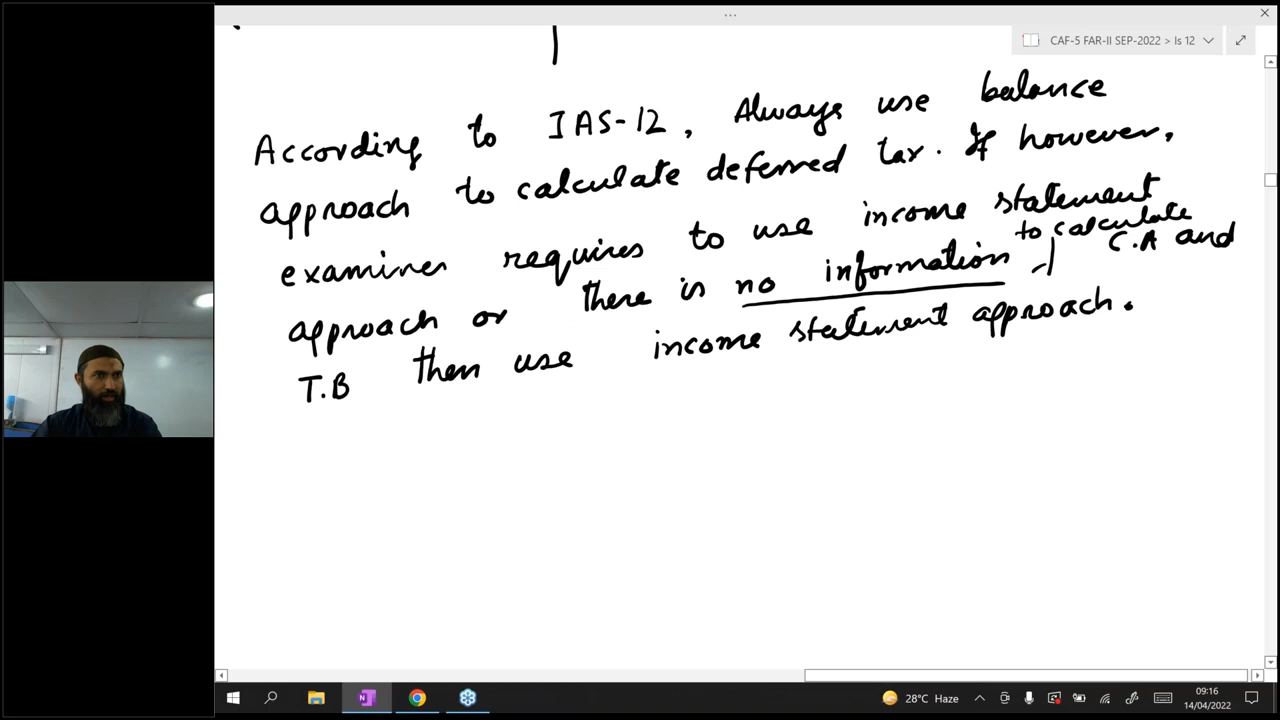 CAF-5 FAR-II SEP-2022 > Is 12
According to IAS-12, Always use balance
approach to calculate deferred tax. If however,
examiner requires to use income statement
approach or there is no information to calculate C.A and
T.B then use income statement approach.
28°C Haze
09:16
14/04/2022